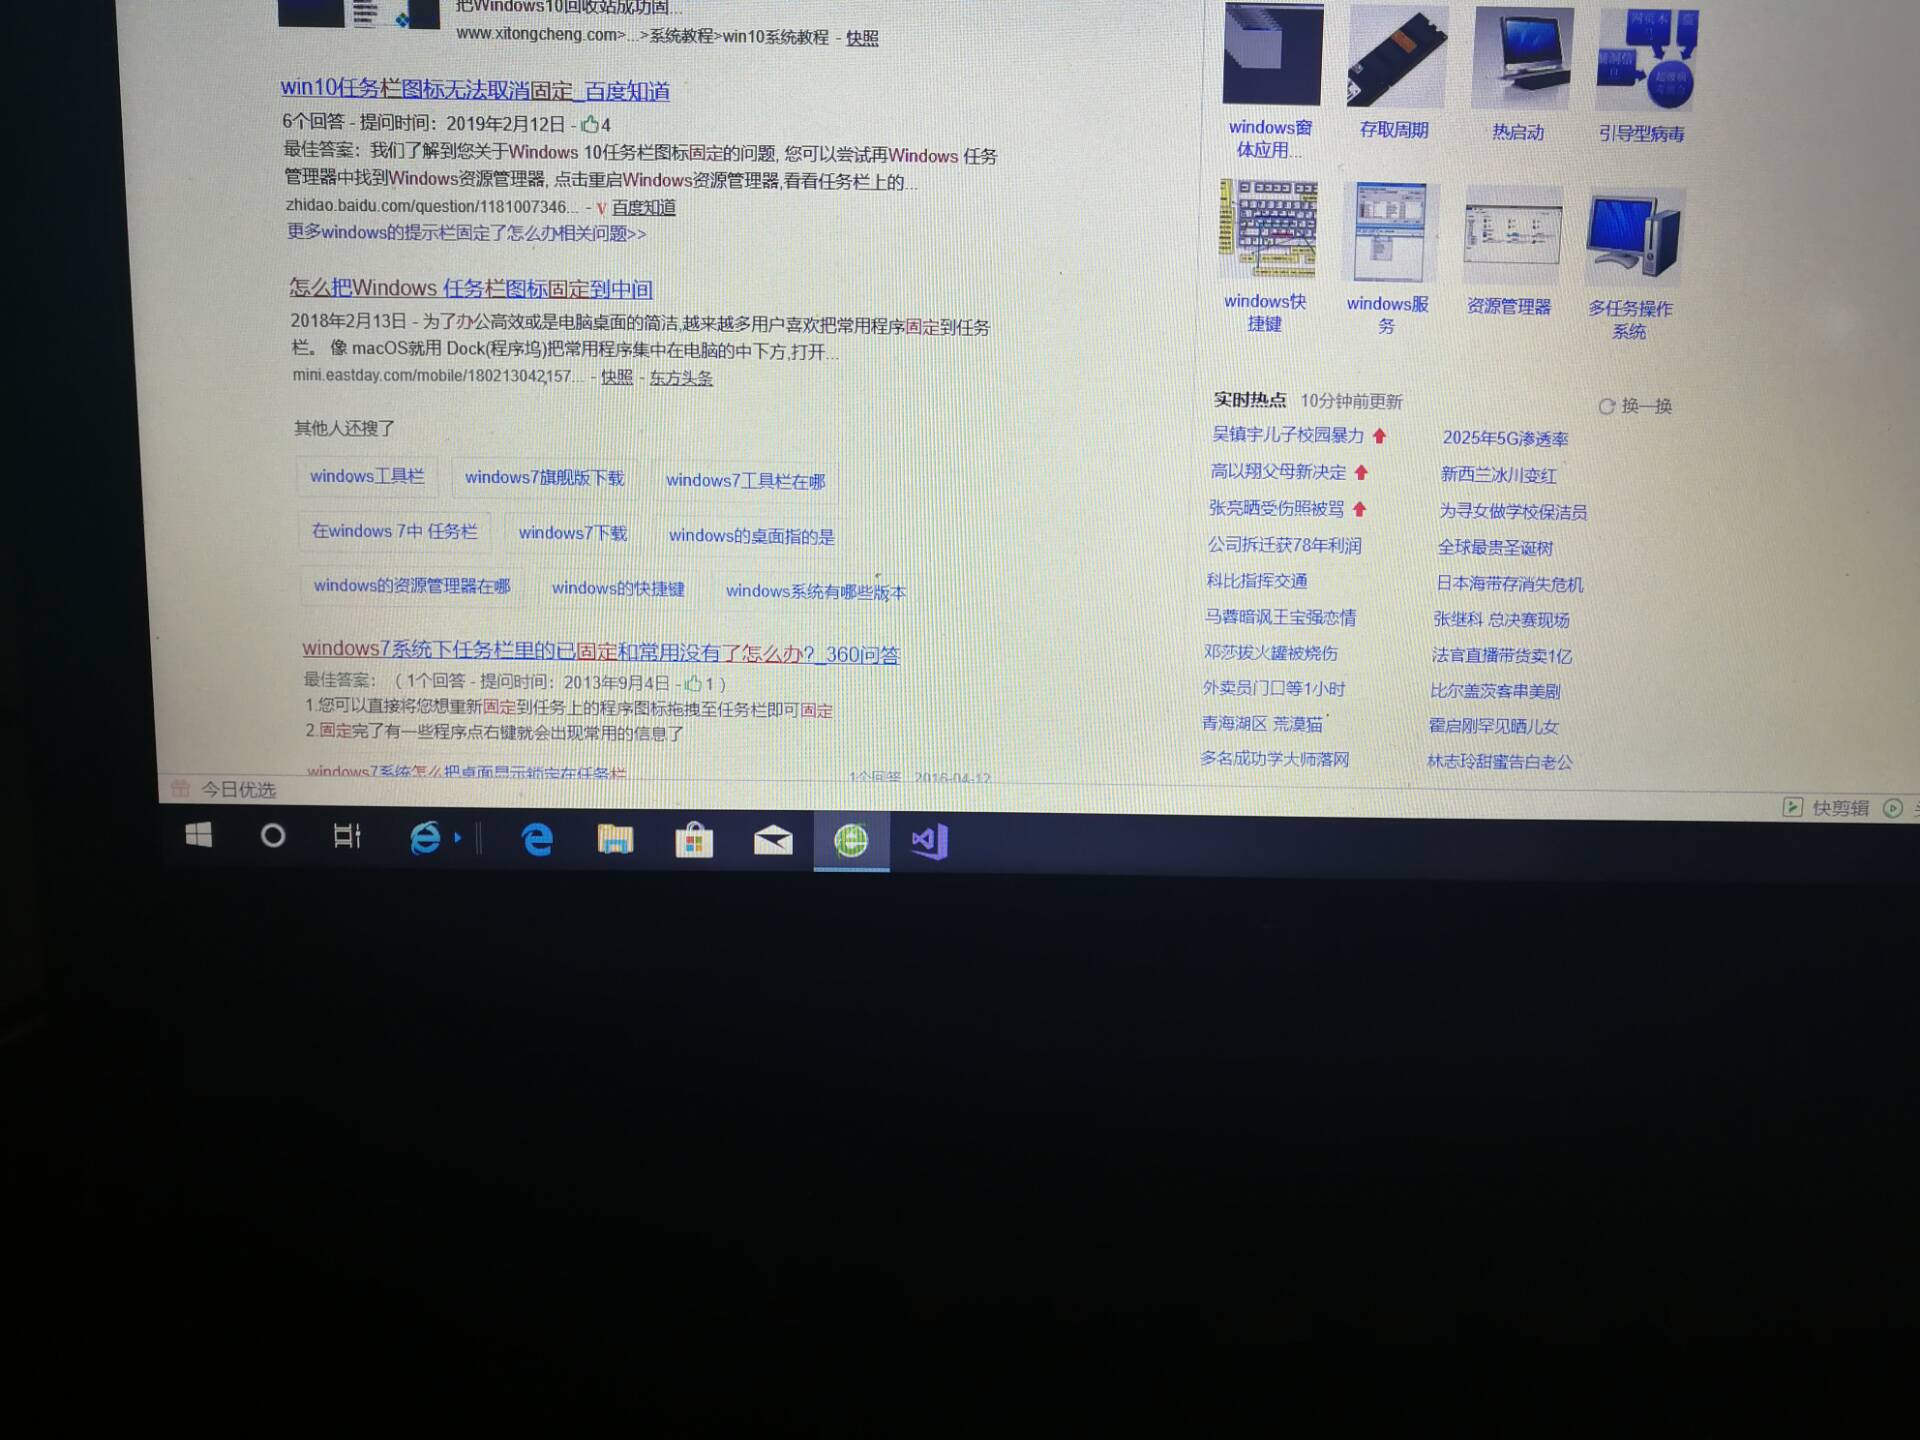 把Windows10回收站成功固...
www.xitongcheng.com>...>系统教程>win10系统教程 - 快照
win10任务栏图标无法取消固定_百度知道
6个回答 - 提问时间：2019年2月12日 - 4
最佳答案：我们了解到您关于Windows 10任务栏图标固定的问题, 您可以尝试再Windows 任务
管理器中找到Windows资源管理器, 点击重启Windows资源管理器,看看任务栏上的...
zhidao.baidu.com/question/1181007346... - V 百度知道
更多windows的提示栏固定了怎么办相关问题>>
怎么把Windows 任务栏图标固定到中间
2018年2月13日 - 为了办公高效或是电脑桌面的简洁,越来越多用户喜欢把常用程序固定到任务
栏。 像 macOS就用 Dock(程序坞)把常用程序集中在电脑的中下方,打开...
mini.eastday.com/mobile/180213042157... - 快照 - 东方头条
其他人还搜了
windows工具栏
windows7旗舰版下载
windows7工具栏在哪
在windows 7中 任务栏
windows7下载
windows的桌面指的是
windows的资源管理器在哪
windows的快捷键
windows系统有哪些版本
windows7系统下任务栏里的已固定和常用没有了怎么办?_360问答
最佳答案： （ 1个回答 - 提问时间：2013年9月4日 - 1 ）
1.您可以直接将您想重新固定到任务上的程序图标拖拽至任务栏即可固定
2.固定完了有一些程序点右键就会出现常用的信息了
windows7系统怎么把桌面显示锁定在任务栏
1个回答 2016-04-12
今日优选
windows窗
体应用...
存取周期
热启动
引导型病毒
windows快
捷键
windows服
务
资源管理器
多任务操作
系统
实时热点 10分钟前更新
换一换
吴镇宇儿子校园暴力
2025年5G渗透率
高以翔父母新决定
新西兰冰川变红
张亮晒受伤照被骂
为寻女做学校保洁员
公司拆迁获78年利润
全球最贵圣诞树
科比指挥交通
日本海带存消失危机
马蓉暗讽王宝强恋情
张继科 总决赛现场
邓莎拔火罐被烧伤
法官直播带货卖1亿
外卖员门口等1小时
比尔盖茨客串美剧
青海湖区 荒漠猫
霍启刚罕见晒儿女
多名成功学大师落网
林志玲甜蜜告白老公
快剪辑